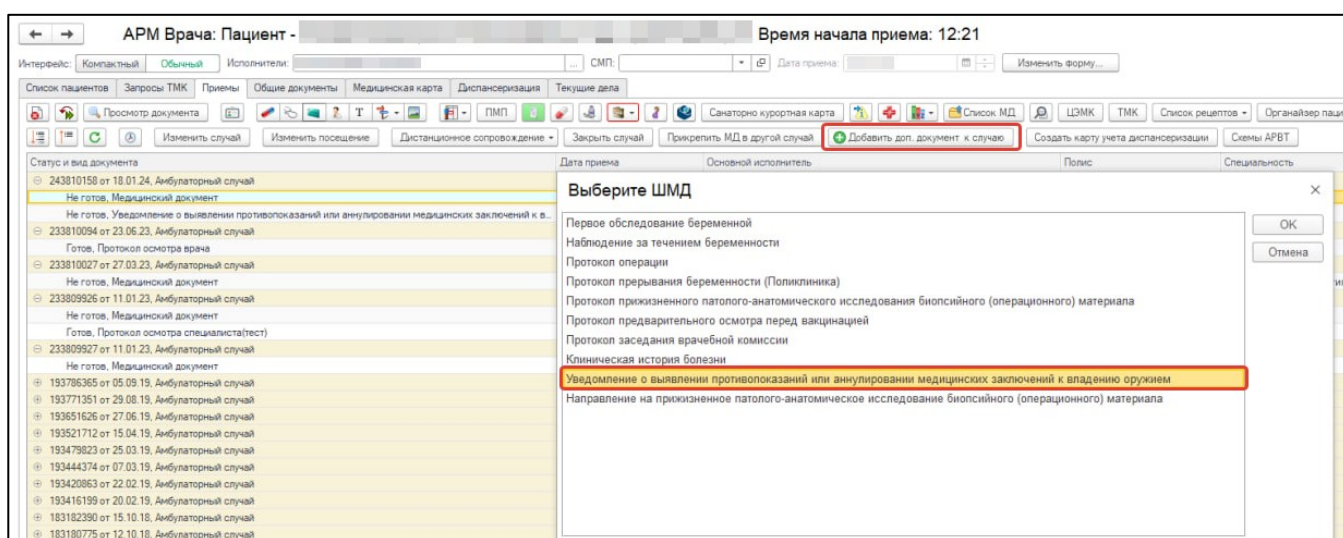 АРМ Врача: Пациент - Время начала приема: 12:21
Интерфейс: Компактный Обычный Исполнители: ... СМП: Дата приема: Изменить форму...
Список пациентов Запросы ТМК Приемы Общие документы Медицинская карта Диспансеризация Текущие дела
Просмотр документа T ПМП Санаторно курортная карта Список МД ЦЭМК ТМК Список рецептов Органайзер паци
Изменить случай Изменить посещение Дистанционное сопровождение Закрыть случай Прикрепить МД в другой случай Добавить доп. документ к случаю Создать карту учета диспансеризации Схемы АРВТ
Статус и вид документа Дата приема Основной исполнитель Полис Специальность
243810158 от 18.01.24, Амбулаторный случай
Не готов, Медицинский документ
Не готов, Уведомление о выявлении противопоказаний или аннулировании медицинских заключений к в...
233810094 от 23.06.23, Амбулаторный случай
Готов, Протокол осмотра врача
233810027 от 27.03.23, Амбулаторный случай
Не готов, Медицинский документ
233809926 от 11.01.23, Амбулаторный случай
Не готов, Медицинский документ
Готов, Протокол осмотра специалиста(тест)
233809927 от 11.01.23, Амбулаторный случай
Не готов, Медицинский документ
193786365 от 05.09.19, Амбулаторный случай
193771351 от 29.08.19, Амбулаторный случай
193651626 от 27.06.19, Амбулаторный случай
193521712 от 15.04.19, Амбулаторный случай
193479823 от 25.03.19, Амбулаторный случай
193444374 от 07.03.19, Амбулаторный случай
193420863 от 22.02.19, Амбулаторный случай
193416199 от 20.02.19, Амбулаторный случай
183182390 от 15.10.18, Амбулаторный случай
183180775 от 12.10.18, Амбулаторный случай
Выберите ШМД
Первое обследование беременной
Наблюдение за течением беременности
Протокол операции
Протокол прерывания беременности (Поликлиника)
Протокол прижизненного патолого-анатомического исследования биопсийного (операционного) материала
Протокол предварительного осмотра перед вакцинацией
Протокол заседания врачебной комиссии
Клиническая история болезни
Уведомление о выявлении противопоказаний или аннулировании медицинских заключений к владению оружием
Направление на прижизненное патолого-анатомическое исследование биопсийного (операционного) материала
OK
Отмена